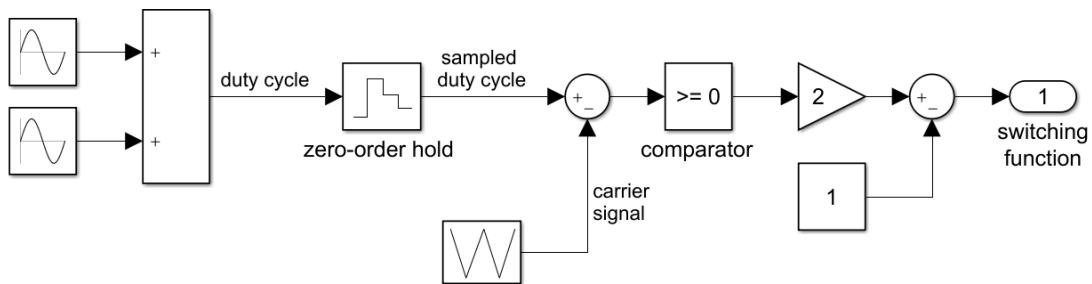 +
+
duty cycle
zero-order hold
sampled
duty cycle
+
−
carrier
signal
>= 0
comparator
2
+
−
1
1
switching
function